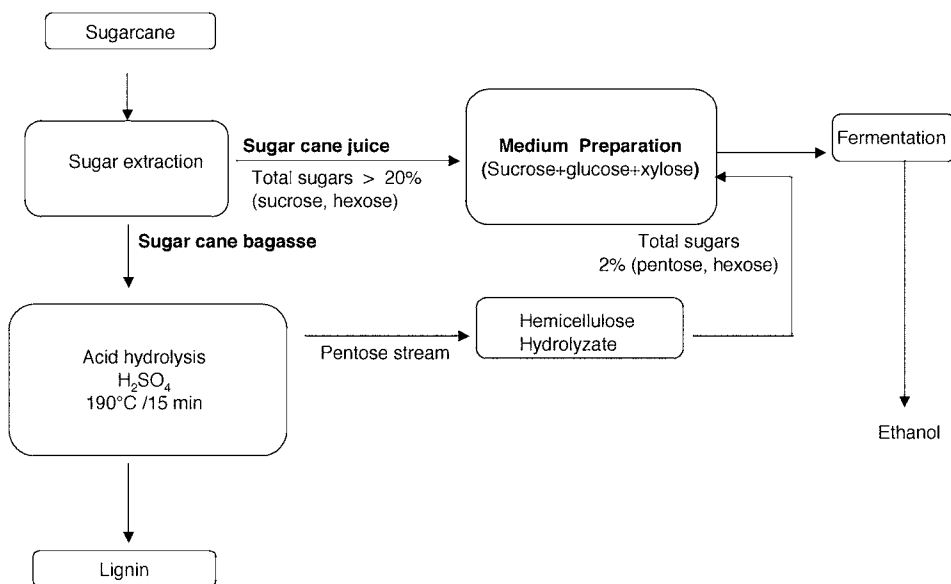 Sugarcane
Sugar extraction
Sugar cane juice
Total sugars > 20%
(sucrose, hexose)
Medium Preparation
(Sucrose+glucose+xylose)
Fermentation
Sugar cane bagasse
Total sugars
2% (pentose, hexose)
Acid hydrolysis
H₂SO₄
190°C /15 min
Pentose stream
Hemicellulose
Hydrolyzate
Ethanol
Lignin